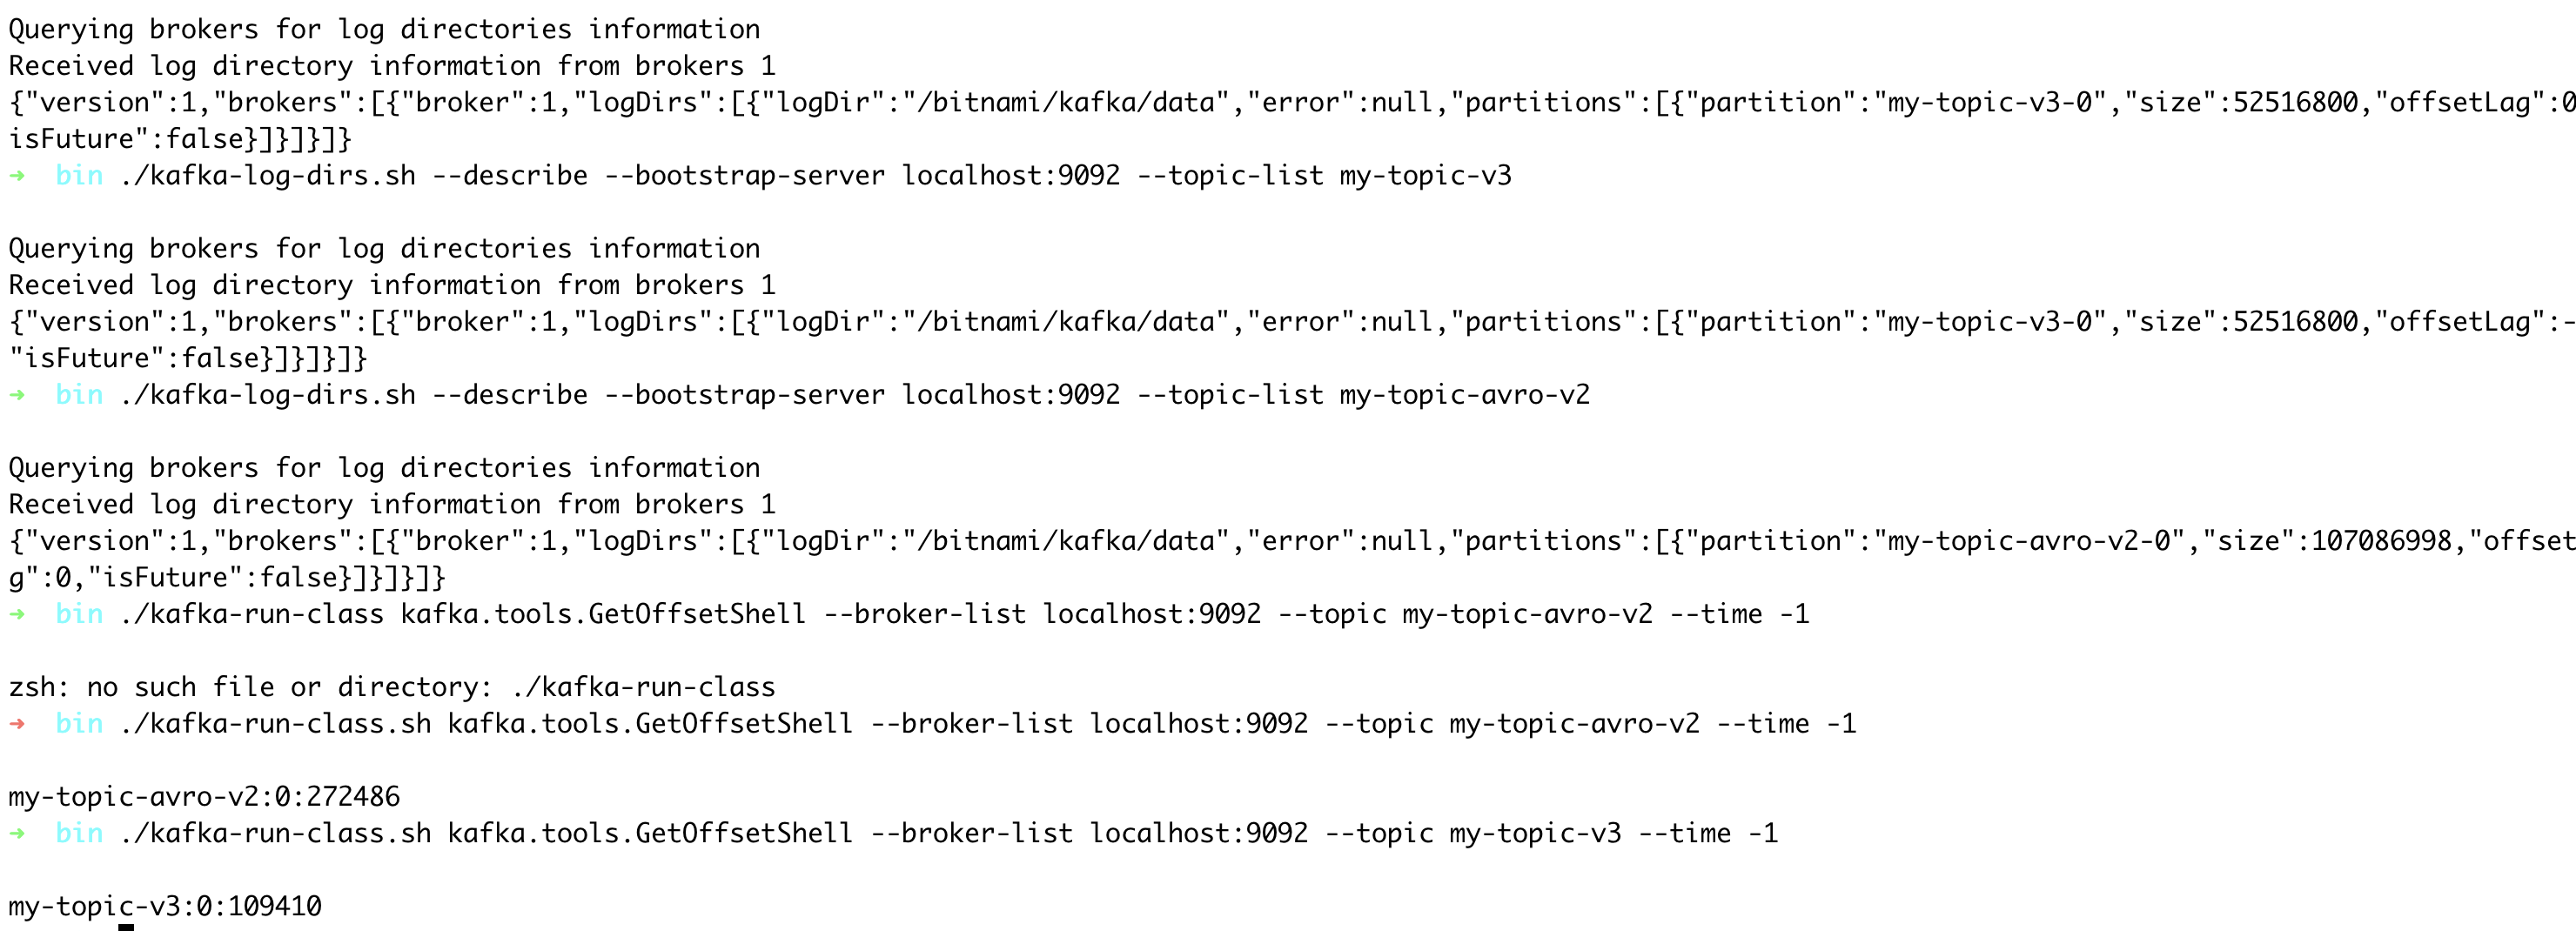 Querying brokers for log directories information
Received log directory information from brokers 1
{"version":1,"brokers":[{"broker":1,"logDirs":[{"logDir":"/bitnami/kafka/data","error":null,"partitions":[{"partition":"my-topic-v3-0","size":52516800,"offsetLag":0
isFuture":false}]}]}]}
➜  bin ./kafka-log-dirs.sh --describe --bootstrap-server localhost:9092 --topic-list my-topic-v3
Querying brokers for log directories information
Received log directory information from brokers 1
{"version":1,"brokers":[{"broker":1,"logDirs":[{"logDir":"/bitnami/kafka/data","error":null,"partitions":[{"partition":"my-topic-v3-0","size":52516800,"offsetLag":-
"isFuture":false}]}]}]}
➜  bin ./kafka-log-dirs.sh --describe --bootstrap-server localhost:9092 --topic-list my-topic-avro-v2
Querying brokers for log directories information
Received log directory information from brokers 1
{"version":1,"brokers":[{"broker":1,"logDirs":[{"logDir":"/bitnami/kafka/data","error":null,"partitions":[{"partition":"my-topic-avro-v2-0","size":107086998,"offset
g":0,"isFuture":false}]}]}]}
➜  bin ./kafka-run-class kafka.tools.GetOffsetShell --broker-list localhost:9092 --topic my-topic-avro-v2 --time -1
zsh: no such file or directory: ./kafka-run-class
➜  bin ./kafka-run-class.sh kafka.tools.GetOffsetShell --broker-list localhost:9092 --topic my-topic-avro-v2 --time -1
my-topic-avro-v2:0:272486
➜  bin ./kafka-run-class.sh kafka.tools.GetOffsetShell --broker-list localhost:9092 --topic my-topic-v3 --time -1
my-topic-v3:0:109410